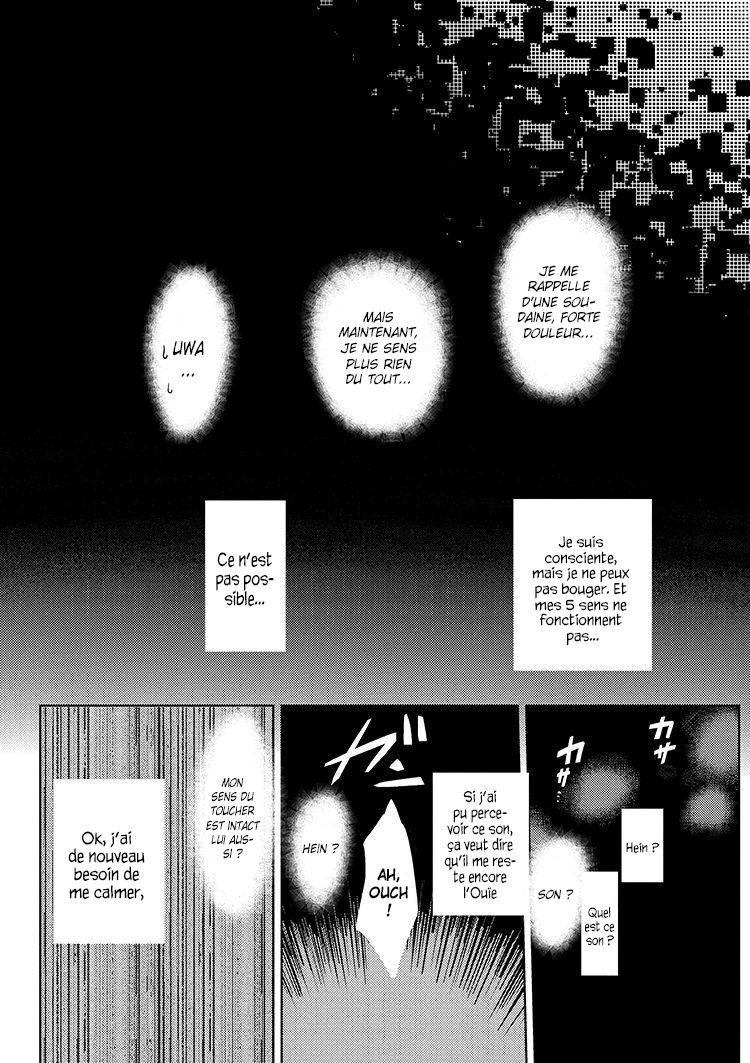 JE ME
RAPPELLE
D'UNE SOU-
DAINE, FORTE
DOULEUR...
MAIS
MAINTENANT,
JE NE SENS
PLUS RIEN
DU TOUT...
UWA
...
Je suis
consciente,
mais je ne peux
pas bouger. Et
mes 5 sens ne
fonctionnent
pas...
Ce n'est
pas pos-
sible...
カサ
カサ
Hein ?
Quel
est ce
son ?
SON ?
Si j'ai
pu perce-
voir ce son,
ça veut dire
qu'il me res-
te encore
l'Ouïe
ガン
AH,
OUCH
!
HEIN ?
MON
SENS DU
TOUCHER
EST INTACT
LUI AUS-
SI ?
Ok, j'ai
de nouveau
besoin de
me calmer,